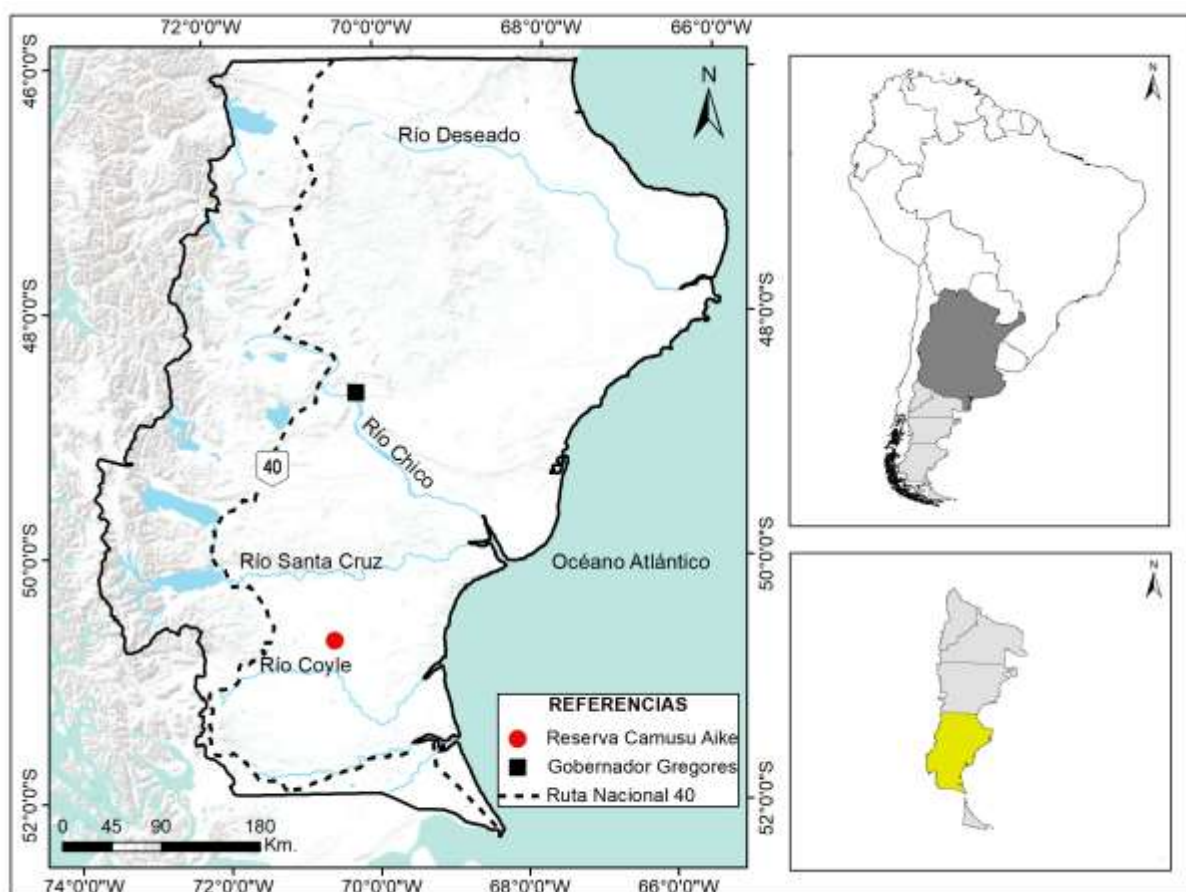 72°0'0"W 70°0'0"W 68°0'0"W 66°0'0"W
46°0'0"S
46°0'0"S
N
Río Deseado
48°0'0"S
48°0'0"S
Río Chico
40
50°0'0"S
50°0'0"S
Río Santa Cruz
Océano Atlántico
Río Coyle
REFERENCIAS
Reserva Camusu Aike
Gobernador Gregores
Ruta Nacional 40
52°0'0"S
52°0'0"S
0 45 90 180
Km.
74°0'0"W 72°0'0"W 70°0'0"W 68°0'0"W 66°0'0"W
N
N